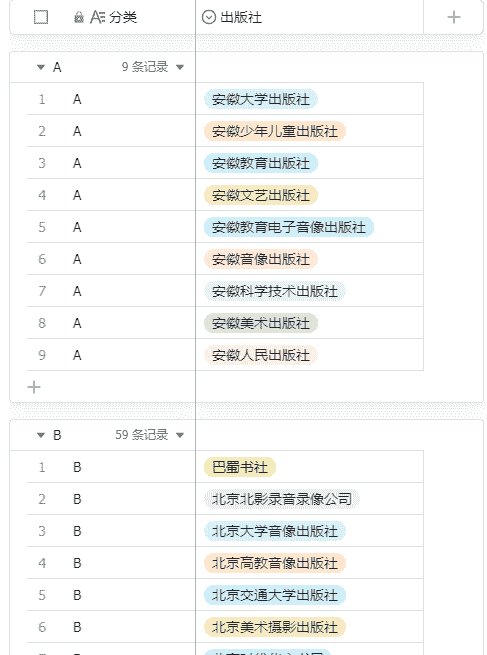 分类 出版社
A 9 条记录
1 A 安徽大学出版社
2 A 安徽少年儿童出版社
3 A 安徽教育出版社
4 A 安徽文艺出版社
5 A 安徽教育电子音像出版社
6 A 安徽音像出版社
7 A 安徽科学技术出版社
8 A 安徽美术出版社
9 A 安徽人民出版社
B 59 条记录
1 B 巴蜀书社
2 B 北京北影录音录像公司
3 B 北京大学音像出版社
4 B 北京高教音像出版社
5 B 北京交通大学出版社
6 B 北京美术摄影出版社